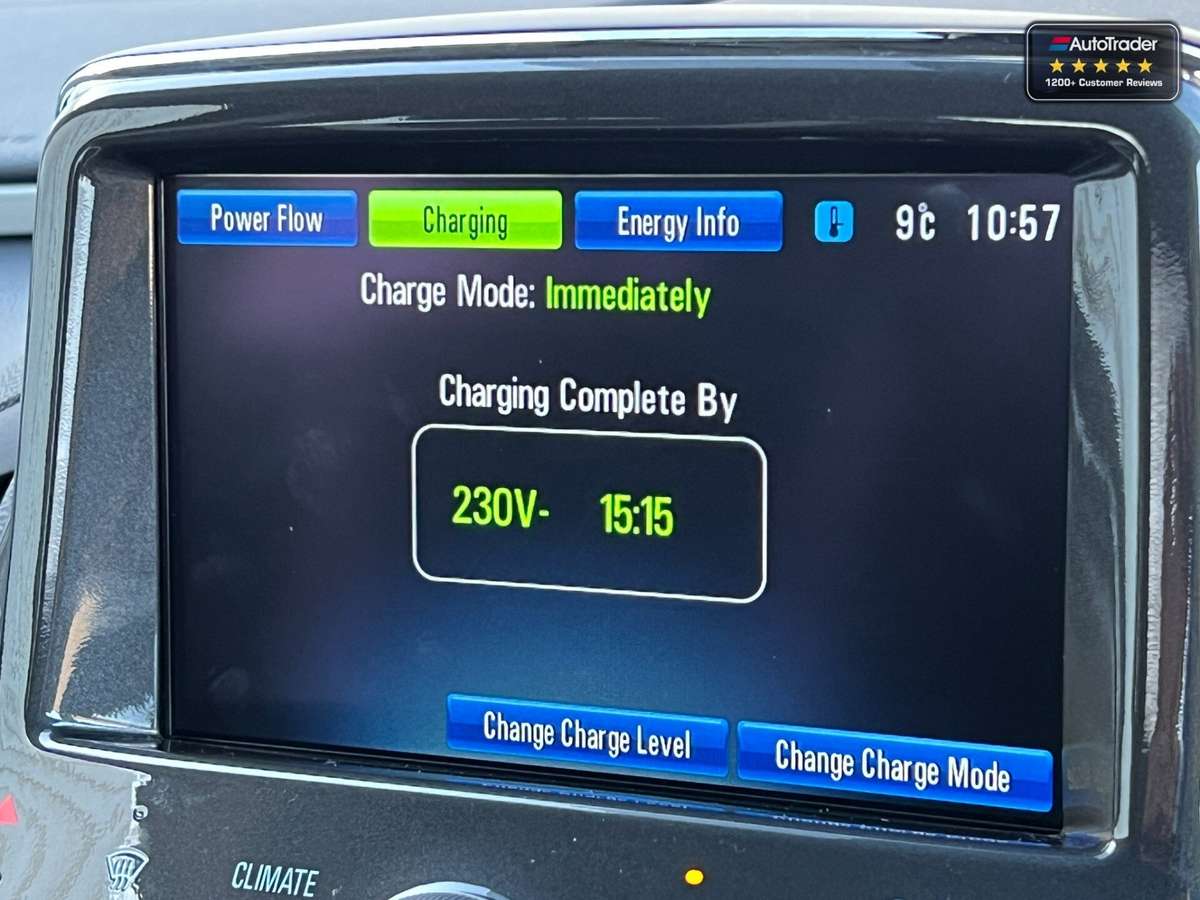 AutoTrader
1200+ Customer Reviews
Power Flow
Charging
Energy Info
9°c
10:57
Charge Mode: Immediately
Charging Complete By
230V- 15:15
Change Charge Level
Change Charge Mode
CLIMATE